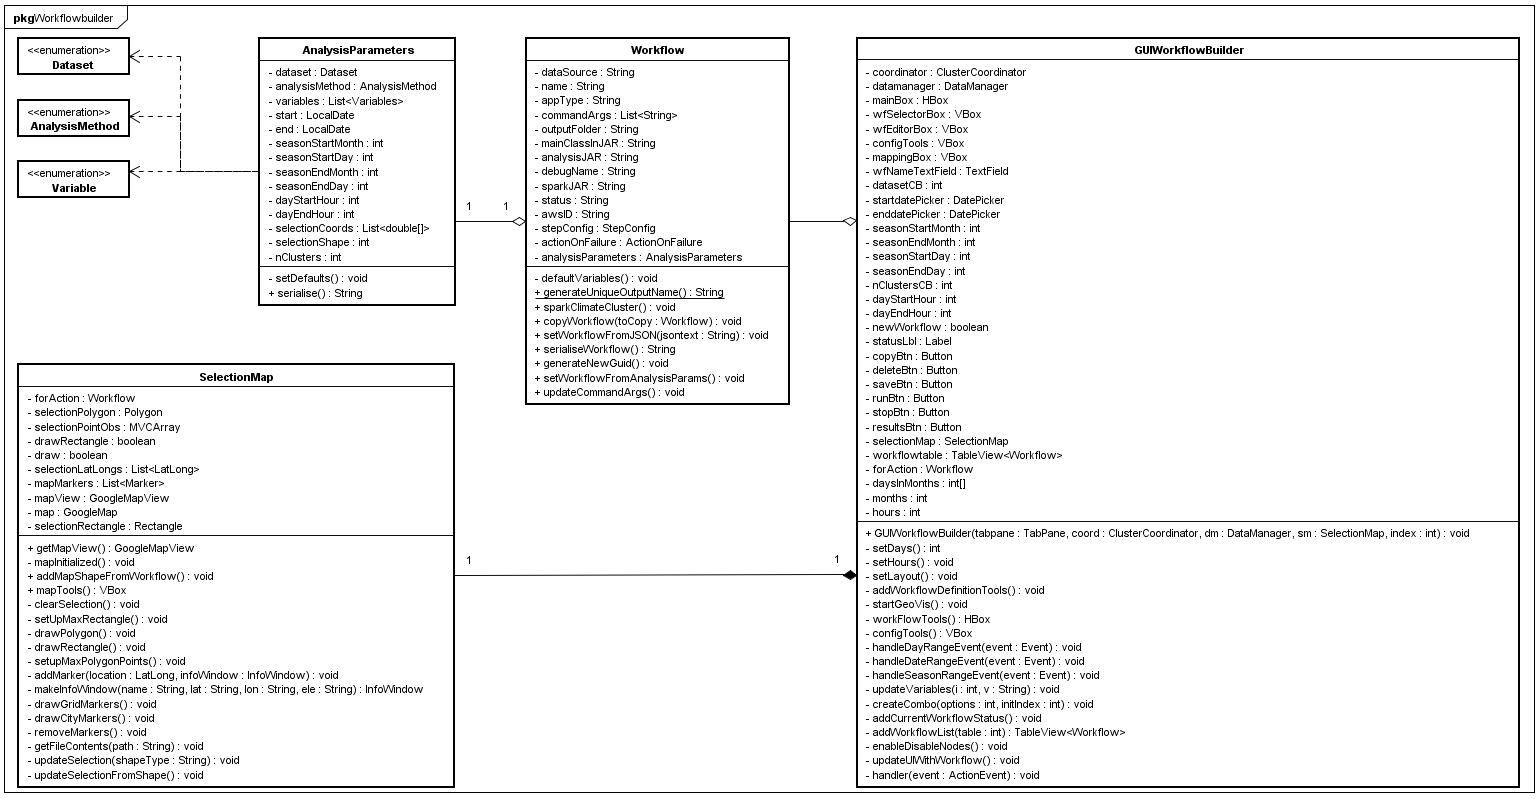 pkgWorkflowbuilder
<<enumeration>>
Dataset
<<enumeration>>
AnalysisMethod
<<enumeration>>
Variable
AnalysisParameters
- dataset : Dataset
- analysisMethod : AnalysisMethod
- variables : List<Variables>
- start : LocalDate
- end : LocalDate
- seasonStartMonth : int
- seasonStartDay : int
- seasonEndMonth : int
- seasonEndDay : int
- dayStartHour : int
- dayEndHour : int
- selectionCoords : List<double[]>
- selectionShape : int
- nClusters : int
- setDefaults() : void
+ serialise() : String
1
1
Workflow
- dataSource : String
- name : String
- appType : String
- commandArgs : List<String>
- outputFolder : String
- mainClassInJAR : String
- analysisJAR : String
- debugName : String
- sparkJAR : String
- status : String
- awsID : String
- stepConfig : StepConfig
- actionOnFailure : ActionOnFailure
- analysisParameters : AnalysisParameters
- defaultVariables() : void
+ generateUniqueOutputName() : String
+ sparkClimateCluster() : void
+ copyWorkflow(toCopy : Workflow) : void
+ setWorkflowFromJSON(jsontext : String) : void
+ serialiseWorkflow() : String
+ generateNewGuid() : void
+ setWorkflowFromAnalysisParams() : void
+ updateCommandArgs() : void
GUIWorkflowBuilder
- coordinator : ClusterCoordinator
- datamanager : DataManager
- mainBox : HBox
- wfSelectorBox : VBox
- wfEditorBox : VBox
- configTools : VBox
- mappingBox : VBox
- wfNameTextField : TextField
- datasetCB : int
- startdatePicker : DatePicker
- enddatePicker : DatePicker
- seasonStartMonth : int
- seasonEndMonth : int
- seasonStartDay : int
- seasonEndDay : int
- nClustersCB : int
- dayStartHour : int
- dayEndHour : int
- newWorkflow : boolean
- statusLbl : Label
- copyBtn : Button
- deleteBtn : Button
- saveBtn : Button
- runBtn : Button
- stopBtn : Button
- resultsBtn : Button
- selectionMap : SelectionMap
- workflowtable : TableView<Workflow>
- forAction : Workflow
- daysInMonths : int[]
- months : int
- hours : int
+ GUIWorkflowBuilder(tabpane : TabPane, coord : ClusterCoordinator, dm : DataManager, sm : SelectionMap, index : int) : void
- setDays() : int
- setHours() : void
- setLayout() : void
- addWorkflowDefinitionTools() : void
- startGeoVis() : void
- workFlowTools() : HBox
- configTools() : VBox
- handleDayRangeEvent(event : Event) : void
- handleDateRangeEvent(event : Event) : void
- handleSeasonRangeEvent(event : Event) : void
- updateVariables(i : int, v : String) : void
- createCombo(options : int, initIndex : int) : void
- addCurrentWorkflowStatus() : void
- addWorkflowList(table : int) : TableView<Workflow>
- enableDisableNodes() : void
- updateUIWithWorkflow() : void
- handler(event : ActionEvent) : void
SelectionMap
- forAction : Workflow
- selectionPolygon : Polygon
- selectionPointObs : MVCArray
- drawRectangle : boolean
- draw : boolean
- selectionLatLongs : List<LatLong>
- mapMarkers : List<Marker>
- mapView : GoogleMapView
- map : GoogleMap
- selectionRectangle : Rectangle
+ getMapView() : GoogleMapView
- mapInitialized() : void
+ addMapShapeFromWorkflow() : void
+ mapTools() : VBox
- clearSelection() : void
- setUpMaxRectangle() : void
- drawPolygon() : void
- drawRectangle() : void
- setupMaxPolygonPoints() : void
- addMarker(location : LatLong, infoWindow : InfoWindow) : void
- makeInfoWindow(name : String, lat : String, lon : String, ele : String) : InfoWindow
- drawGridMarkers() : void
- drawCityMarkers() : void
- removeMarkers() : void
- getFileContents(path : String) : void
- updateSelection(shapeType : String) : void
- updateSelectionFromShape() : void
1
1